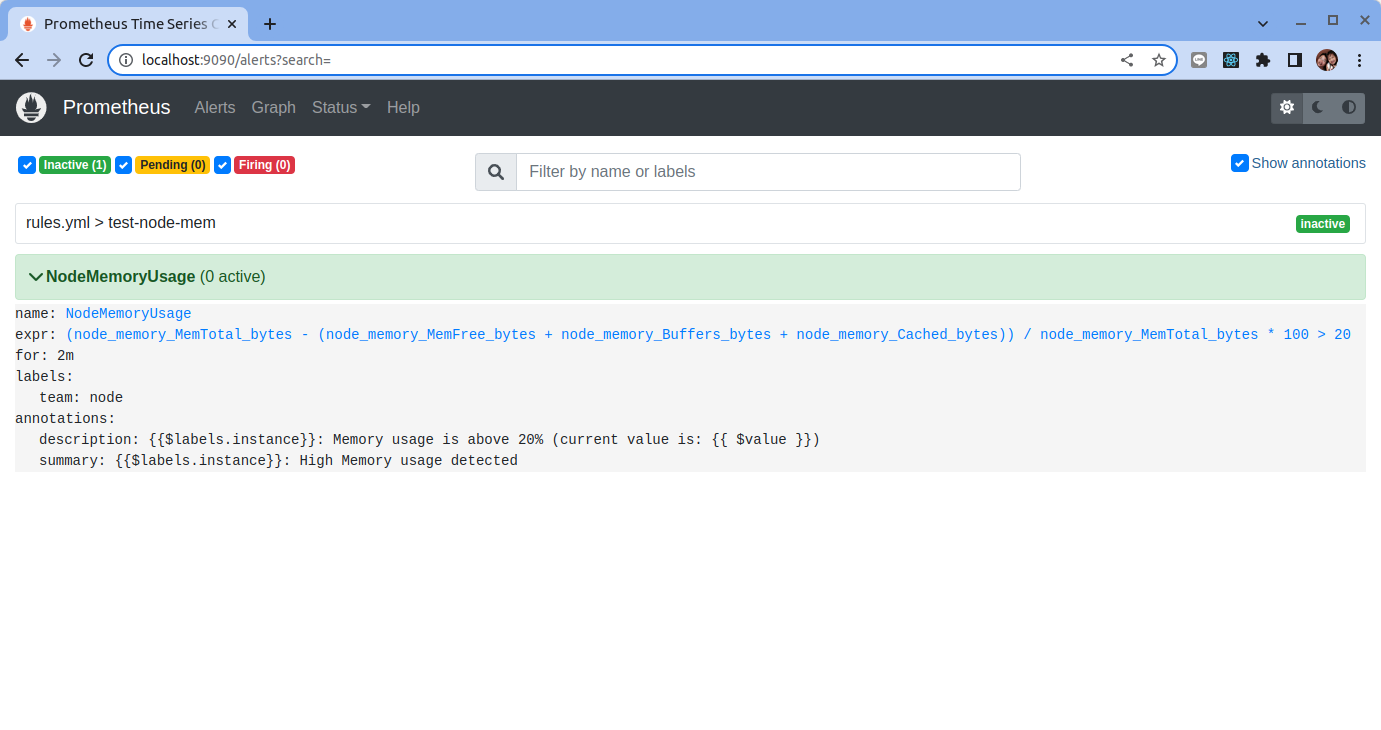 Prometheus Time Series C
localhost:9090/alerts?search=
Prometheus Alerts Graph Status Help
Inactive (1) Pending (0) Firing (0) Filter by name or labels Show annotations
rules.yml > test-node-mem inactive
NodeMemoryUsage (0 active)
name: NodeMemoryUsage
expr: (node_memory_MemTotal_bytes - (node_memory_MemFree_bytes + node_memory_Buffers_bytes + node_memory_Cached_bytes)) / node_memory_MemTotal_bytes * 100 > 20
for: 2m
labels:
team: node
annotations:
description: {{$labels.instance}}: Memory usage is above 20% (current value is: {{ $value }})
summary: {{$labels.instance}}: High Memory usage detected